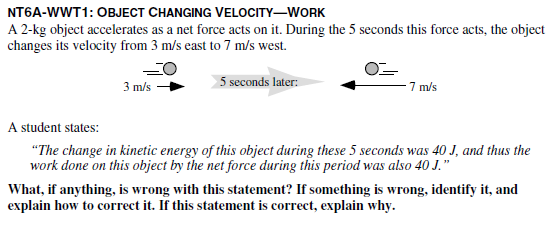 NT6A-WWT1: OBJECT CHANGING VELOCITY—WORK
A 2-kg object accelerates as a net force acts on it. During the 5 seconds this force acts, the object
changes its velocity from 3 m/s east to 7 m/s west.
3 m/s 5 seconds later: 7 m/s
A student states:
"The change in kinetic energy of this object during these 5 seconds was 40 J, and thus the
work done on this object by the net force during this period was also 40 J."
What, if anything, is wrong with this statement? If something is wrong, identify it, and
explain how to correct it. If this statement is correct, explain why.